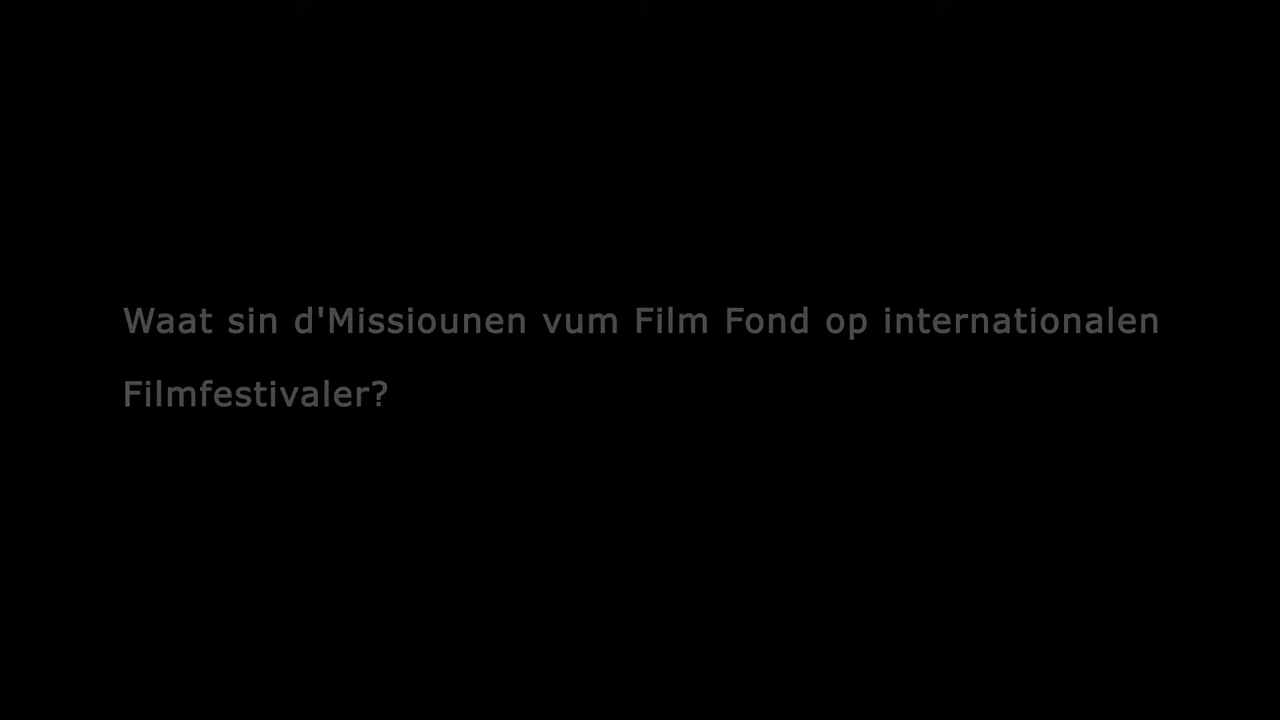 Waat sin d'Missiounen vum Film Fond op internationalen
Filmfestivaler?